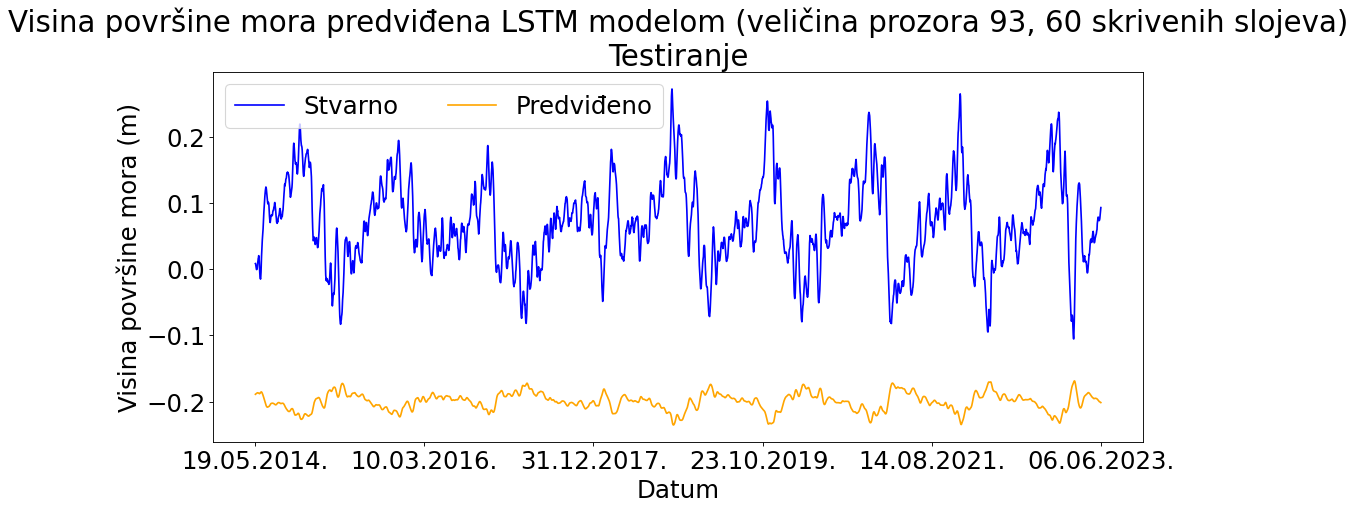 Visina površine mora predviđena LSTM modelom (veličina prozora 93, 60 skrivenih slojeva)
Testiranje
Stvarno
Predviđeno
Visina površine mora (m)
0.2
0.1
0.0
−0.1
−0.2
19.05.2014.
10.03.2016.
31.12.2017.
23.10.2019.
14.08.2021.
06.06.2023.
Datum